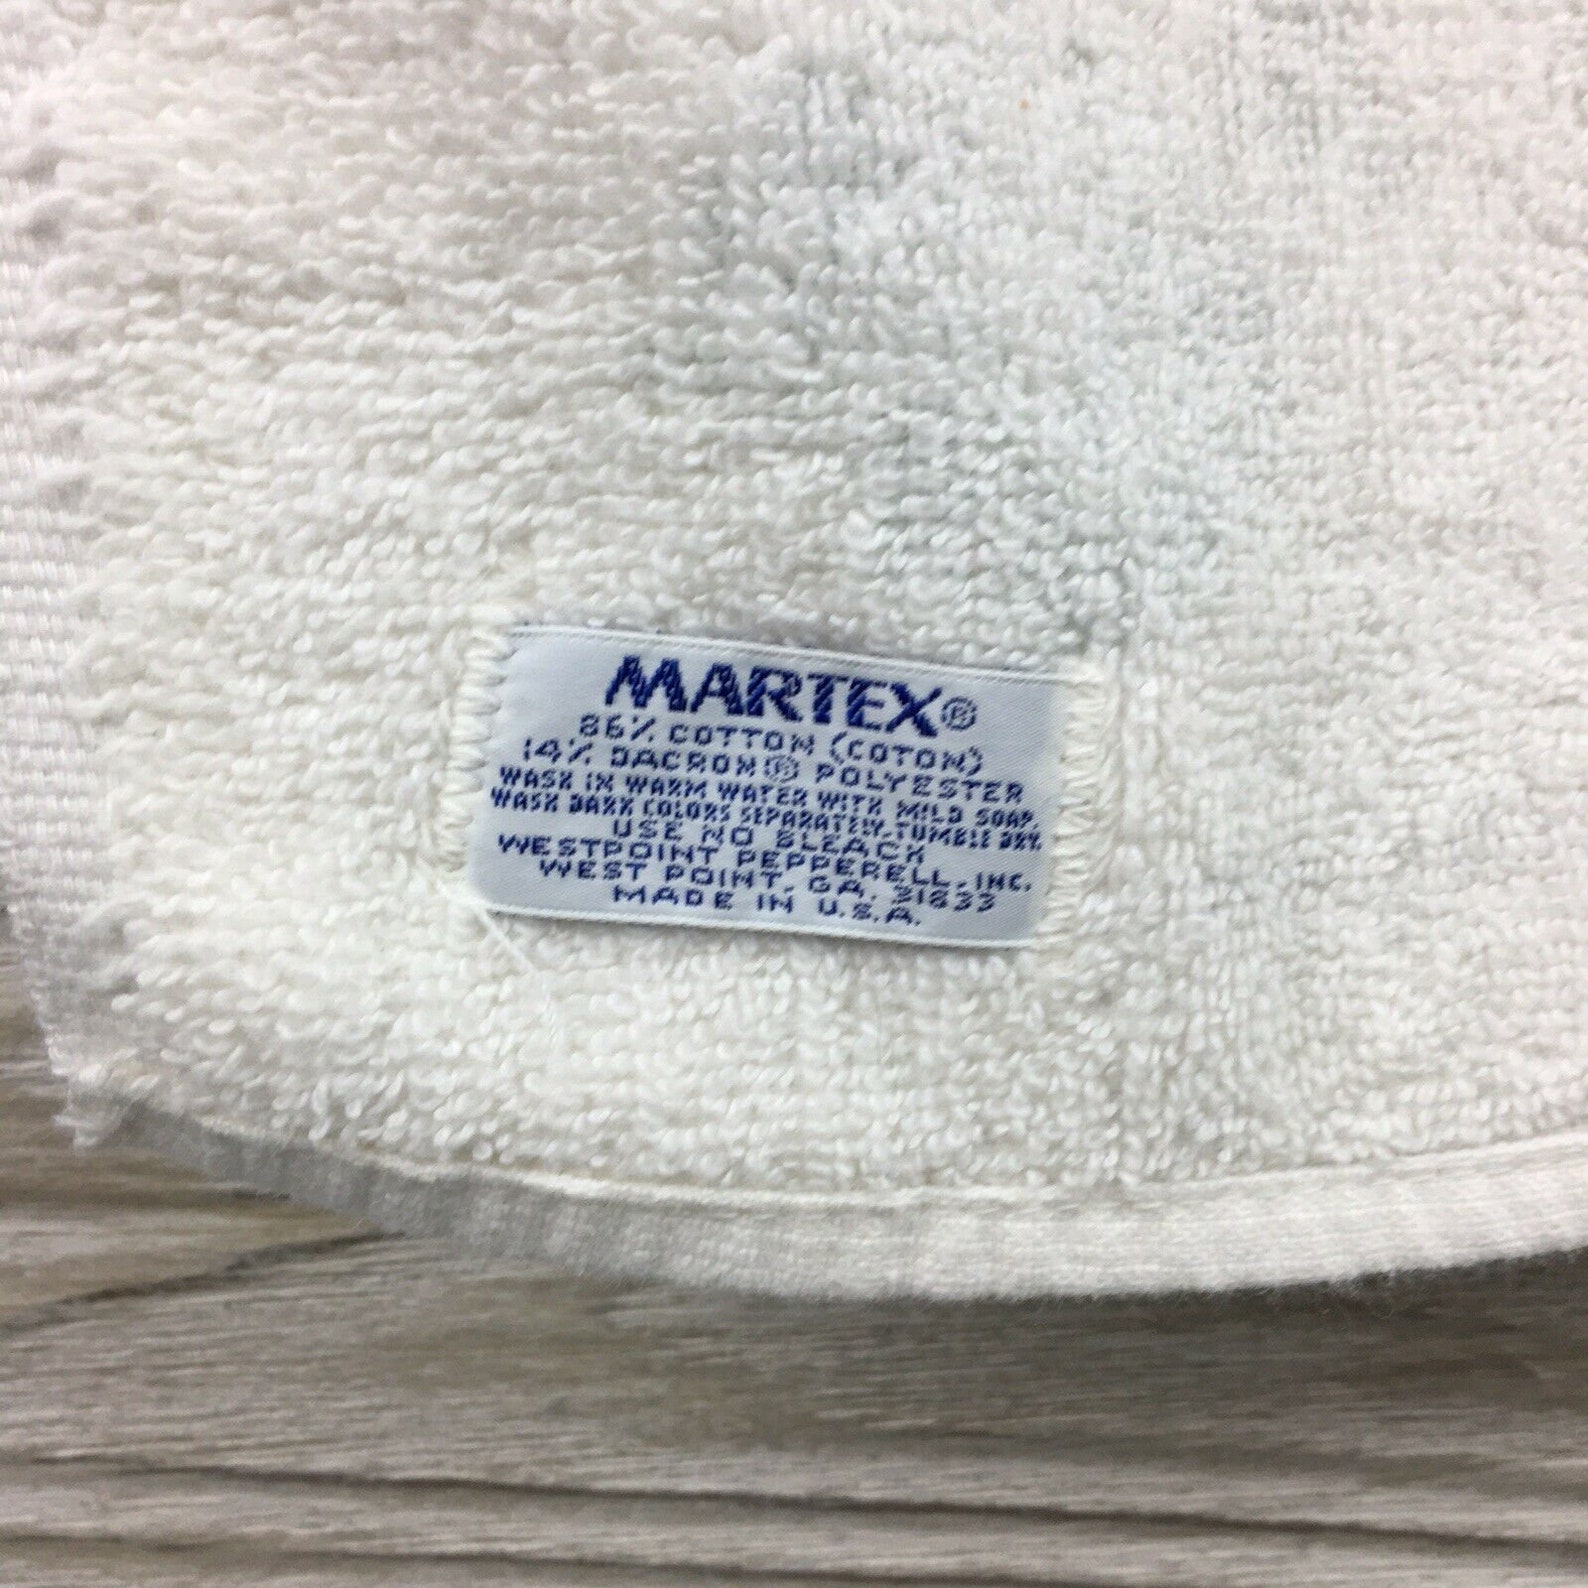 MARTEX®
86% COTTON (COTON)
14% DACRON® POLYESTER
WASH IN WARM WATER WITH MILD SOAP.
WASH DARK COLORS SEPARATELY. TUMBLE DRY.
USE NO BLEACH
WESTPOINT PEPPERELL, INC.
WEST POINT, GA. 31833
MADE IN U.S.A.